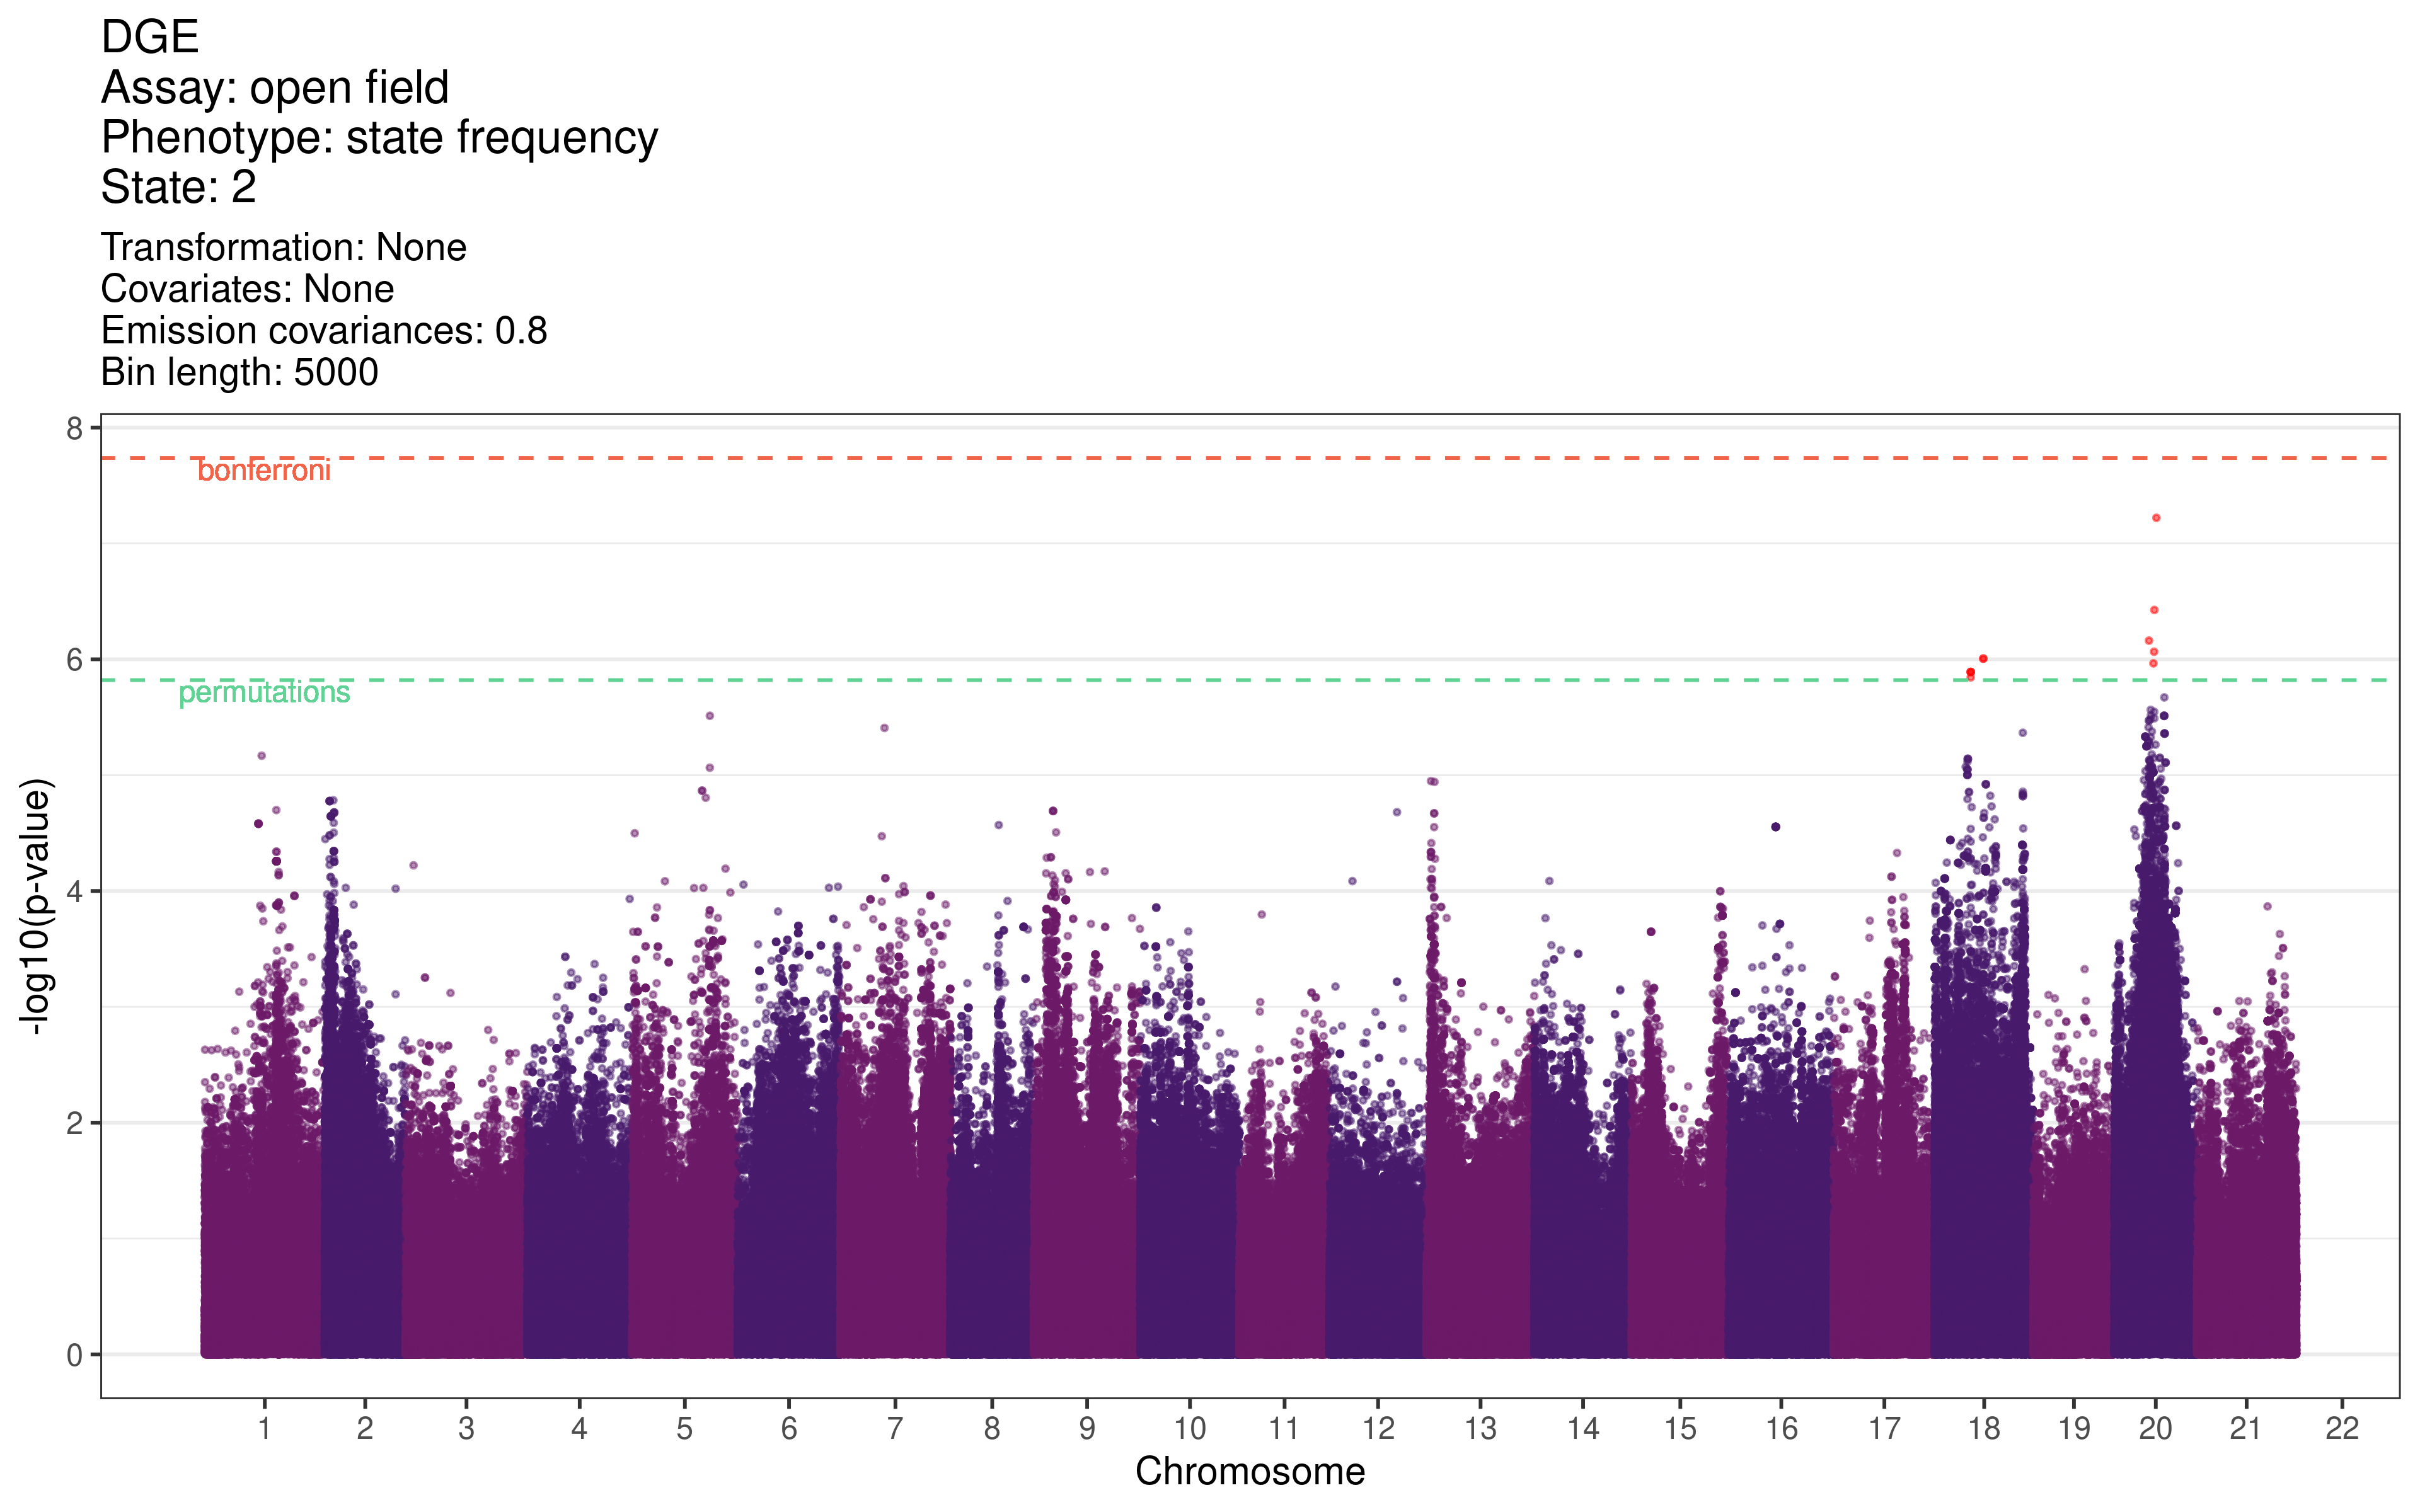 DGE
Assay: open field
Phenotype: state frequency
State: 2
Transformation: None
Covariates: None
Emission covariances: 0.8
Bin length: 5000
8
bonferroni
6
permutations
4
2
0
-log10(p-value)
1 2 3 4 5 6 7 8 9 10 11 12 13 14 15 16 17 18 19 20 21 22
Chromosome